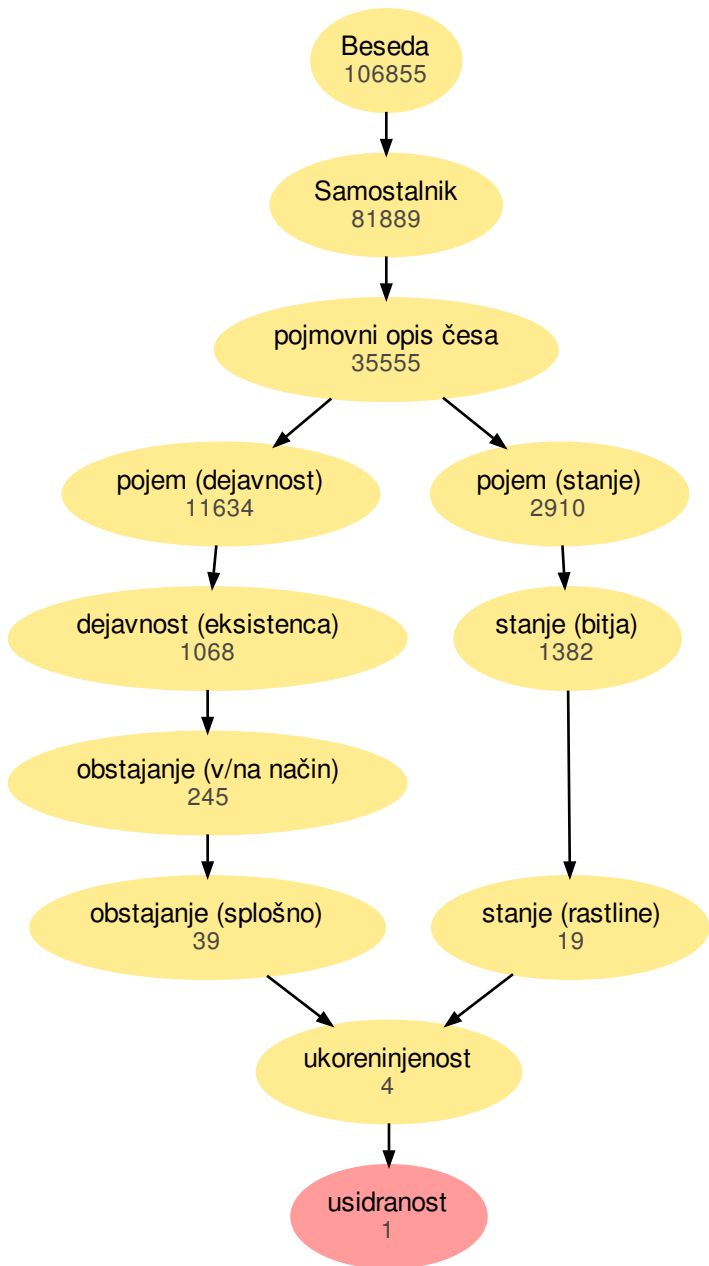 Beseda
106855
Samostalnik
81889
pojmovni opis česa
35555
pojem (dejavnost)
11634
pojem (stanje)
2910
dejavnost (eksistenca)
1068
stanje (bitja)
1382
obstajanje (v/na način)
245
obstajanje (splošno)
39
stanje (rastline)
19
ukoreninjenost
4
usidranost
1